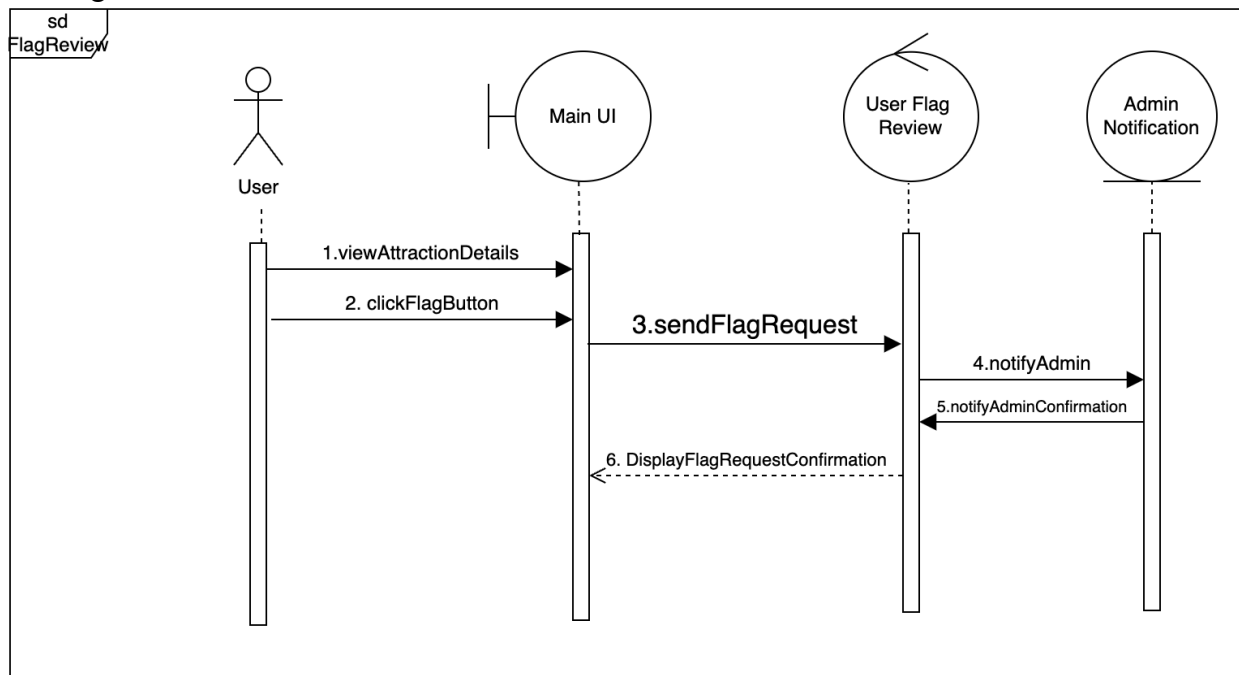 sd
FlagReview
User
Main UI
User Flag
Review
Admin
Notification
1.viewAttractionDetails
2. clickFlagButton
3.sendFlagRequest
4.notifyAdmin
5.notifyAdminConfirmation
6. DisplayFlagRequestConfirmation